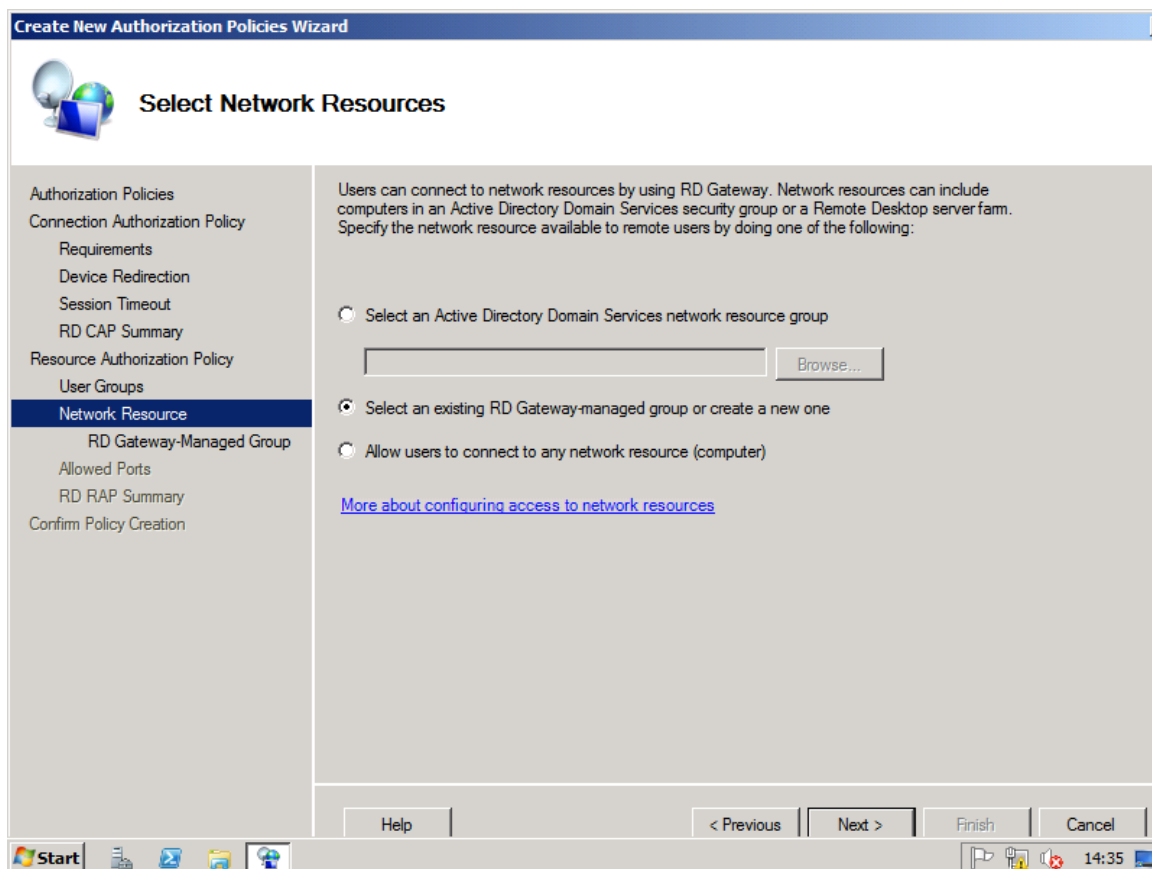 Create New Authorization Policies Wizard
Select Network Resources
Authorization Policies
Connection Authorization Policy
Requirements
Device Redirection
Session Timeout
RD CAP Summary
Resource Authorization Policy
User Groups
Network Resource
RD Gateway-Managed Group
Allowed Ports
RD RAP Summary
Confirm Policy Creation
Users can connect to network resources by using RD Gateway. Network resources can include
computers in an Active Directory Domain Services security group or a Remote Desktop server farm.
Specify the network resource available to remote users by doing one of the following:
Select an Active Directory Domain Services network resource group
Browse...
Select an existing RD Gateway-managed group or create a new one
Allow users to connect to any network resource (computer)
More about configuring access to network resources
Help
< Previous
Next >
Finish
Cancel
Start
14:35